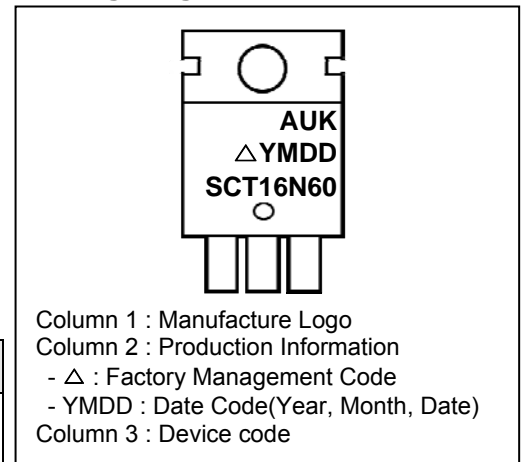 AUK
△YMDD
SCT16N60
Column 1 : Manufacture Logo
Column 2 : Production Information
- △ : Factory Management Code
- YMDD : Date Code(Year, Month, Date)
Column 3 : Device code